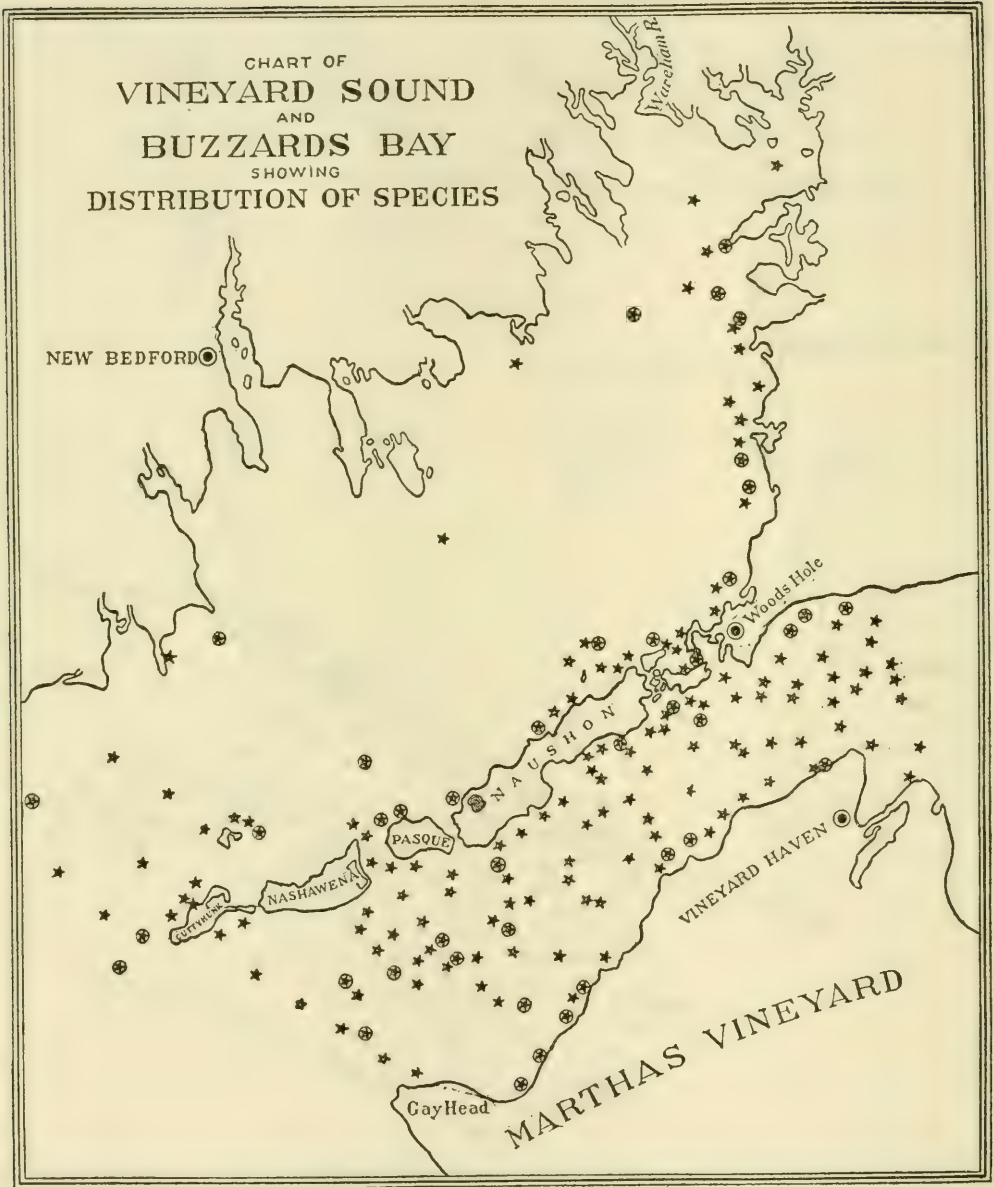 CHART OF
VINEYARD SOUND
AND
BUZZARDS BAY
SHOWING
DISTRIBUTION OF SPECIES
Wareham R.
NEW BEDFORD
Woods Hole
NAUSHON
PASQUE
NASHAWENA
CUTTYHUNK
VINEYARD HAVEN
MARTHAS VINEYARD
Gay Head